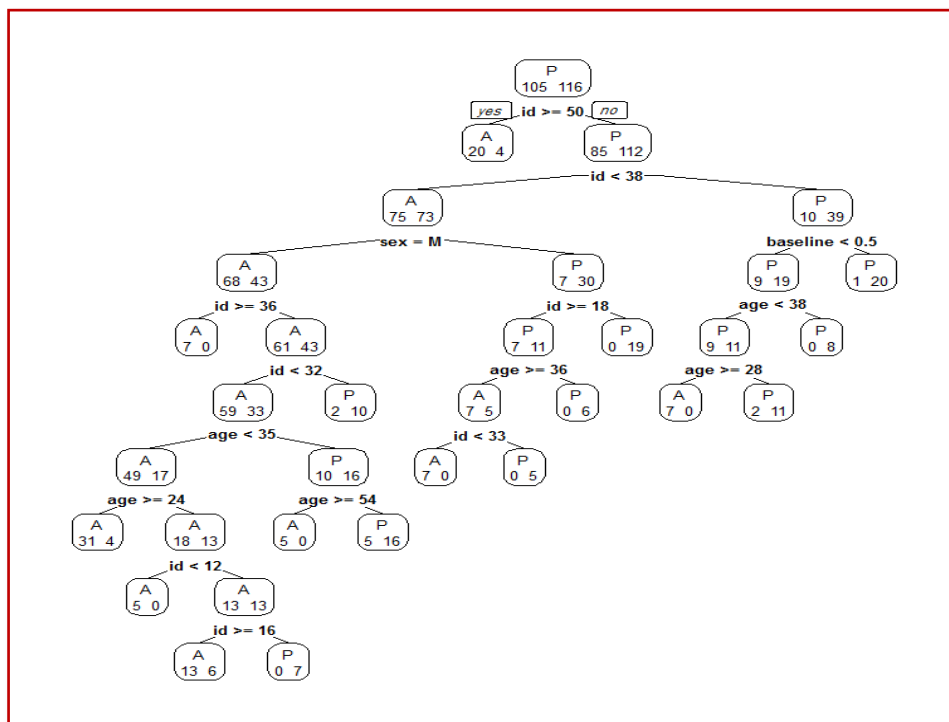 P
105 116
yes id >= 50 no
A P
20 4 85 112
id < 38
A P
75 73 10 39
sex = M baseline < 0.5
A P P P
68 43 7 30 9 19 1 20
id >= 36 id >= 18 age < 38
A A P P P P
7 0 61 43 7 11 0 19 9 11 0 8
id < 32 age >= 36 age >= 28
A P A P A P
59 33 2 10 7 5 0 6 7 0 2 11
age < 35 id < 33
A P A P
49 17 10 16 7 0 0 5
age >= 24 age >= 54
A A A P
31 4 18 13 5 0 5 16
id < 12
A A
5 0 13 13
id >= 16
A P
13 6 0 7